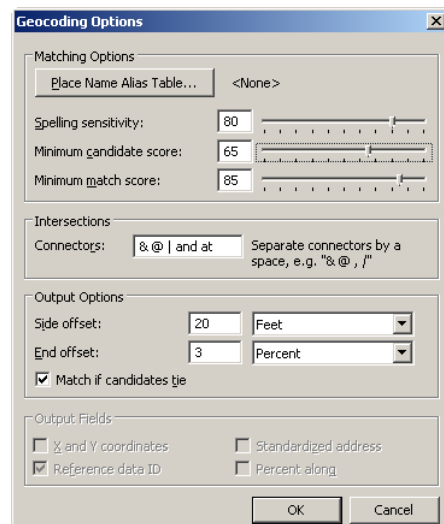 Geocoding Options
Matching Options
Place Name Alias Table... <None>
Spelling sensitivity: 80
Minimum candidate score: 65
Minimum match score: 85
Intersections
Connectors: & @ | and at Separate connectors by a
space, e.g. "& @ , /"
Output Options
Side offset: 20 Feet
End offset: 3 Percent
Match if candidates tie
Output Fields
X and Y coordinates Standardized address
Reference data ID Percent along
OK Cancel